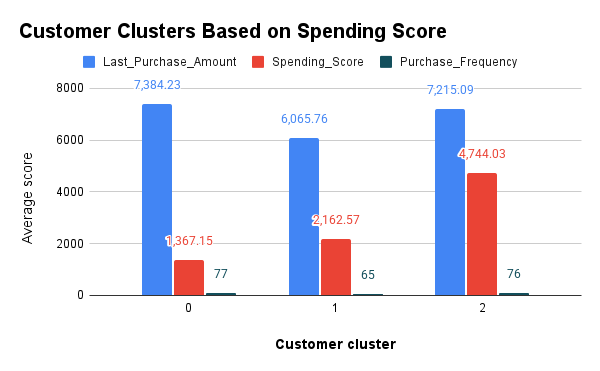 Customer Clusters Based on Spending Score
Last_Purchase_Amount Spending_Score Purchase_Frequency
Average score
8000
6000
4000
2000
0
7,384.23
1,367.15
77
6,065.76
2,162.57
65
7,215.09
4,744.03
76
0 1 2
Customer cluster